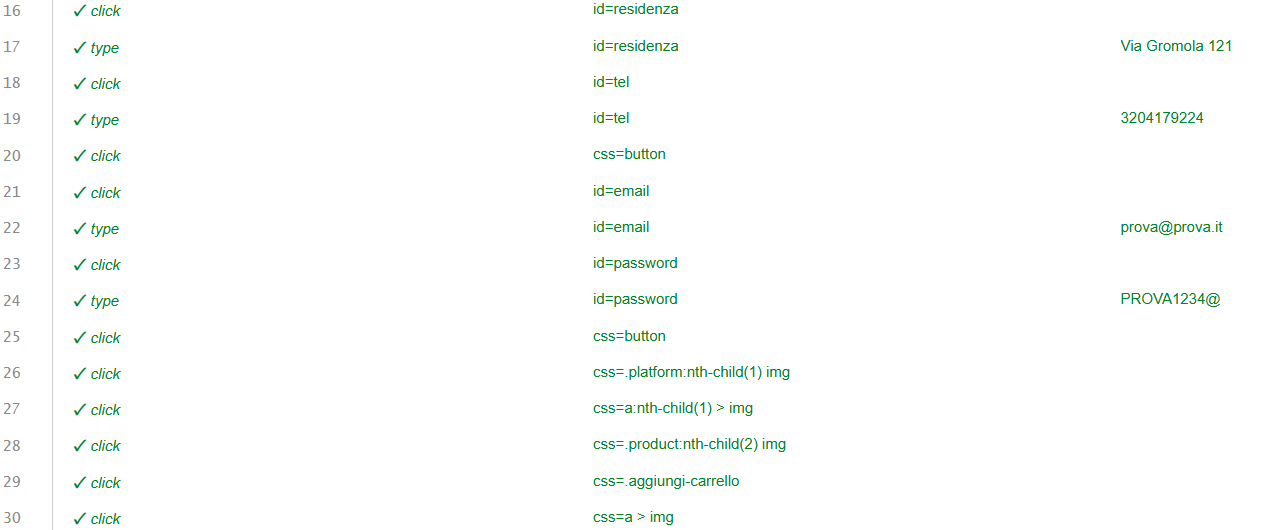 16 ✓ click id=residenza
17 ✓ type id=residenza Via Gromola 121
18 ✓ click id=tel
19 ✓ type id=tel 3204179224
20 ✓ click css=button
21 ✓ click id=email
22 ✓ type id=email prova@prova.it
23 ✓ click id=password
24 ✓ type id=password PROVA1234@
25 ✓ click css=button
26 ✓ click css=.platform:nth-child(1) img
27 ✓ click css=a:nth-child(1) > img
28 ✓ click css=.product:nth-child(2) img
29 ✓ click css=.aggiungi-carrello
30 ✓ click css=a > img